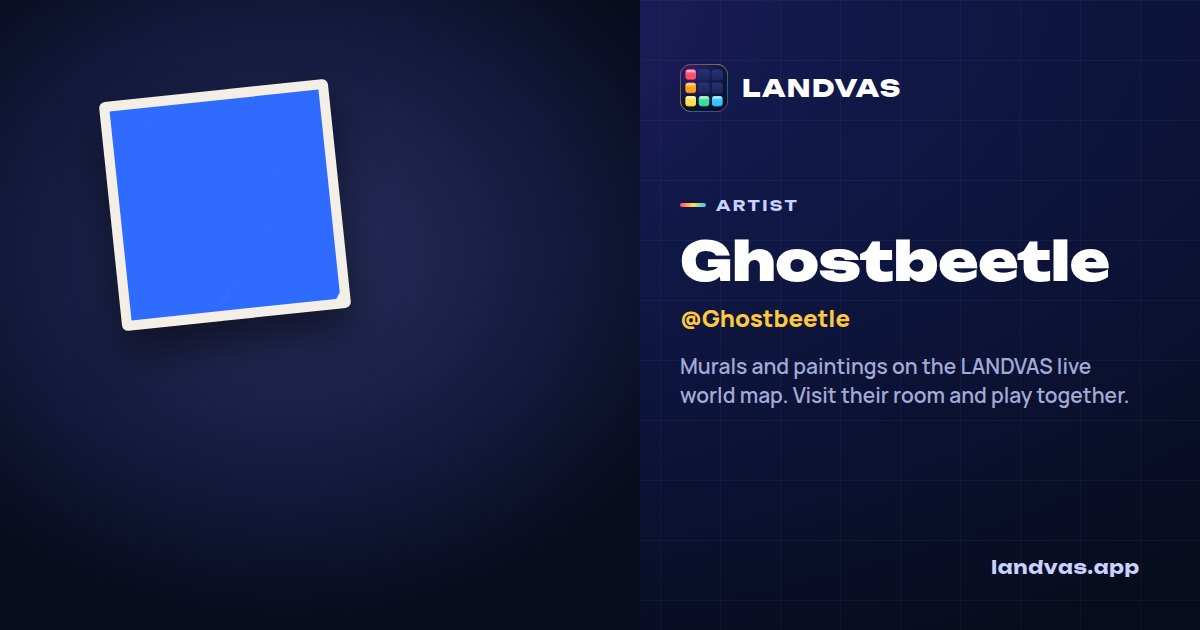 LANDVAS
ARTIST
Ghostbeetle
@Ghostbeetle
Murals and paintings on the LANDVAS live
world map. Visit their room and play together.
landvas.app